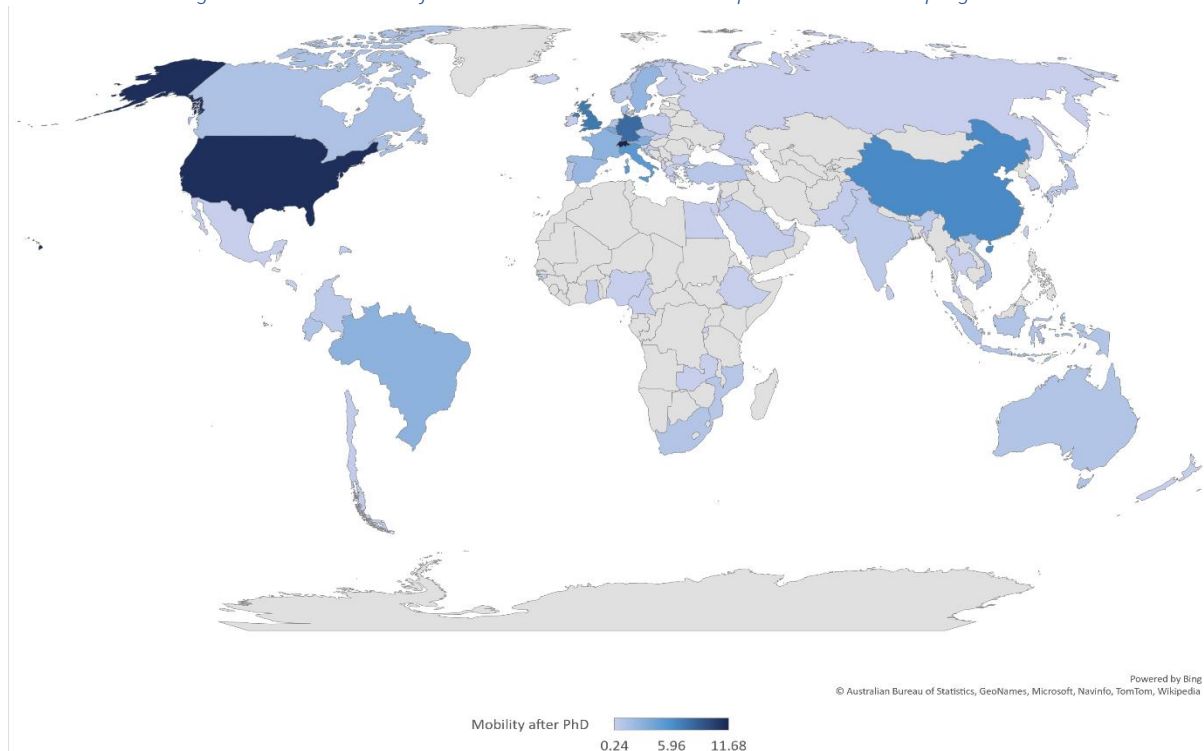 Powered by Bing
© Australian Bureau of Statistics, GeoNames, Microsoft, Navinfo, TomTom, Wikipedia
Mobility after PhD
0.24 5.96 11.68